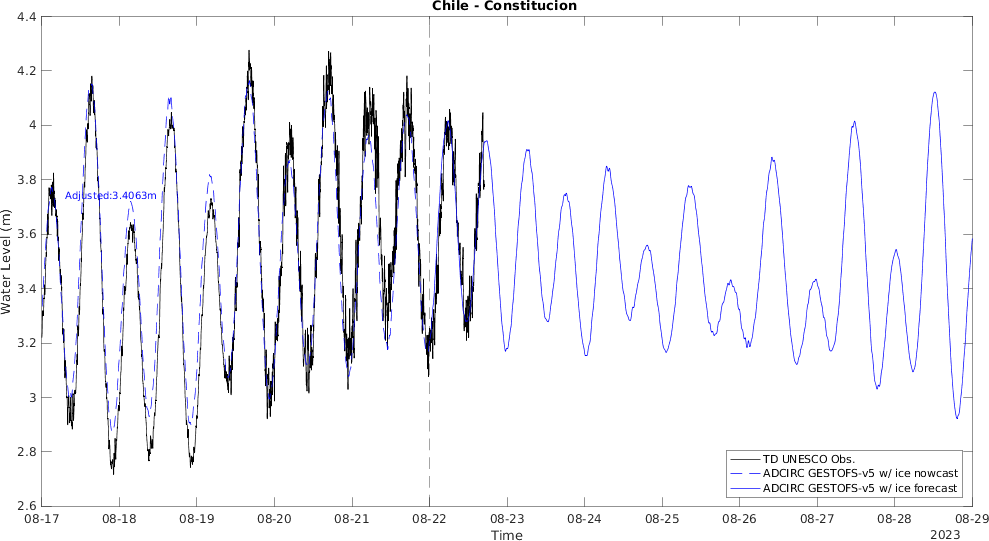 Chile - Constitucion
4.4
4.2
4
3.8
3.6
3.4
3.2
3
2.8
2.6
Water Level (m)
Adjusted:3.4063m
TD UNESCO Obs.
ADCIRC GESTOFS-v5 w/ ice nowcast
ADCIRC GESTOFS-v5 w/ ice forecast
08-17 08-18 08-19 08-20 08-21 08-22 08-23 08-24 08-25 08-26 08-27 08-28 08-29
Time
2023